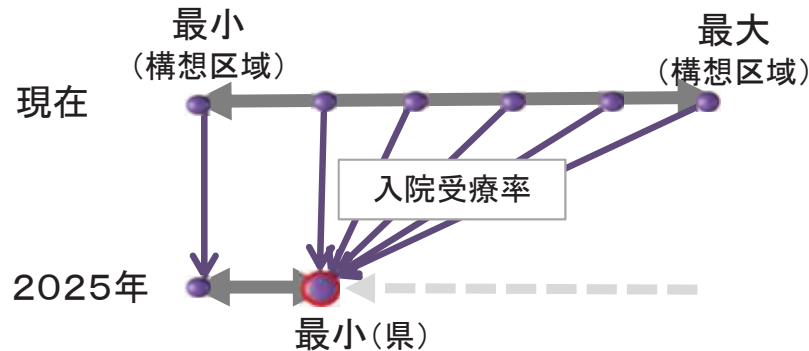 最小
(構想区域)
最大
(構想区域)
現在
入院受療率
2025年
最小(県)